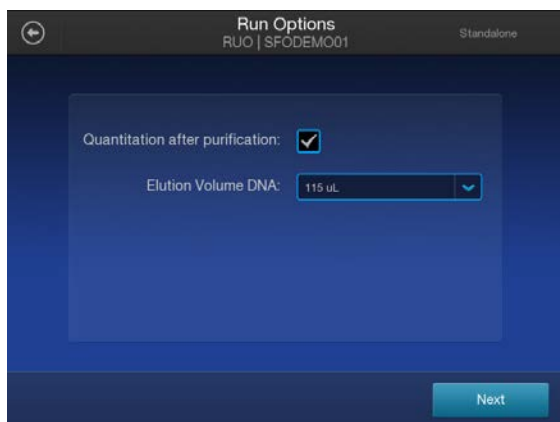 Run Options
RUO | SFODEMO01
Standalone
Quantitation after purification:
Elution Volume DNA:
115 uL
Next